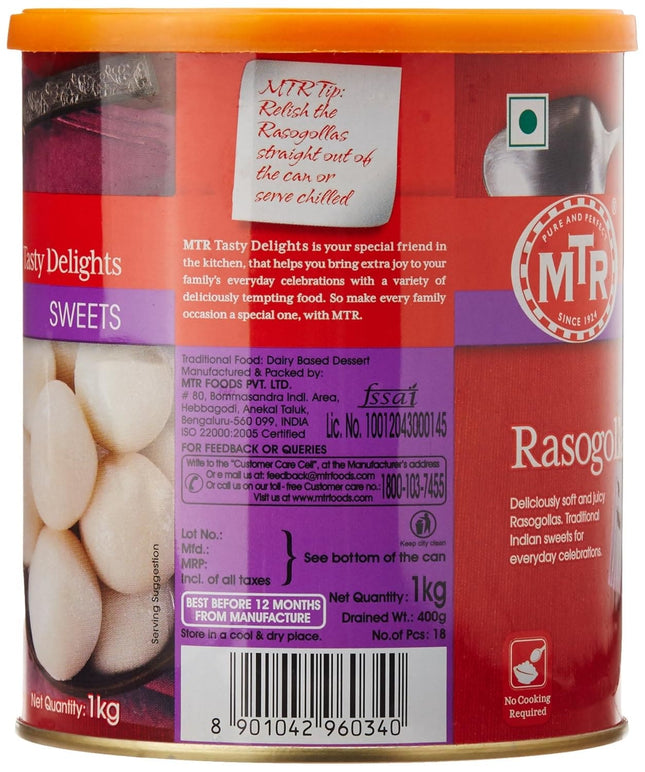 MTR Tip:
Relish the
Rasogollas
straight out of
the can or
serve chilled
Tasty Delights
SWEETS
MTR Tasty Delights is your special friend in
the kitchen, that helps you bring extra joy to your
family's everyday celebrations with a variety of
deliciously tempting food. So make every family
occasion a special one, with MTR.
Traditional Food: Dairy Based Dessert
Manufactured & Packed by:
MTR FOODS PVT. LTD.
# 80, Bommasandra Indl. Area,
Hebbagodi, Anekal Taluk,
Bengaluru-560 099, INDIA
ISO 22000:2005 Certified
fssai
Lic. No. 10012043000145
FOR FEEDBACK OR QUERIES
Write to the "Customer Care Cell", at the Manufacturer's address
Or e mail us at: feedback@mtrfoods.com
Or call us on our toll - free Customer care no.: 1800-103-7455
Visit us at www.mtrfoods.com
Keep city clean
Lot No.:
Mfd.:
MRP:
Incl. of all taxes
See bottom of the can
BEST BEFORE 12 MONTHS
FROM MANUFACTURE
Store in a cool & dry place.
Net Quantity: 1kg
Drained Wt.: 400g
No.of Pcs: 18
8 901042 960340
Serving Suggestion
Net Quantity: 1kg
PURE AND PERFECT
MTR
SINCE 1924
®
Rasogol
Deliciously soft and juicy
Rasogollas. Traditional
Indian sweets for
everyday celebrations.
No Cooking
Required